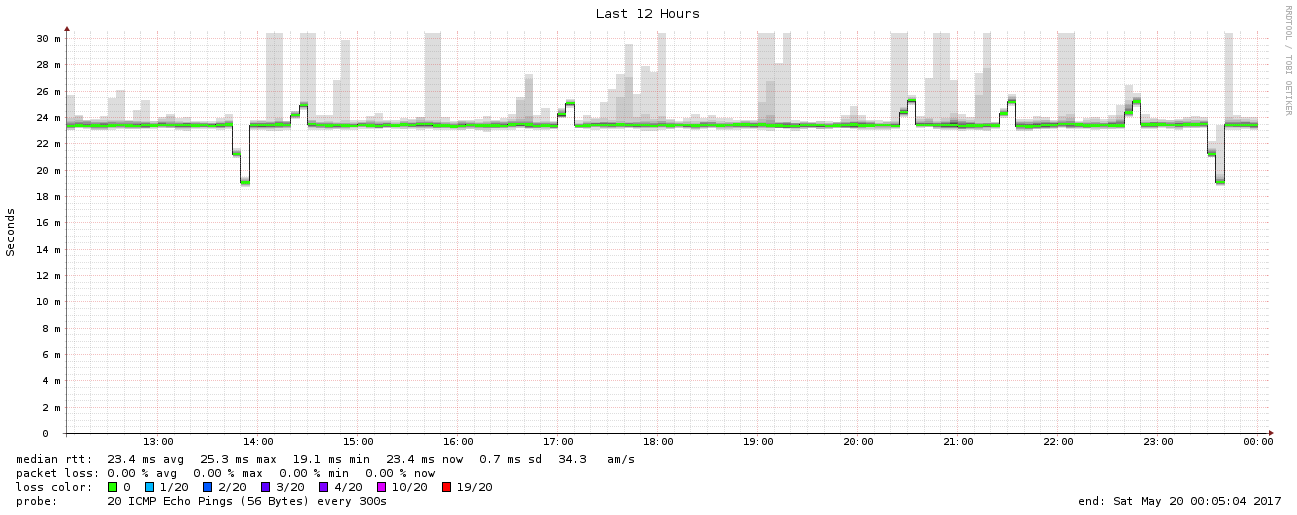 Last 12 Hours
RRDTOOL / TOBI OETIKER
Seconds
30 m
28 m
26 m
24 m
22 m
20 m
18 m
16 m
14 m
12 m
10 m
8 m
6 m
4 m
2 m
0
13:00 14:00 15:00 16:00 17:00 18:00 19:00 20:00 21:00 22:00 23:00 00:00
median rtt: 23.4 ms avg 25.3 ms max 19.1 ms min 23.4 ms now 0.7 ms sd 34.3 am/s
packet loss: 0.00 % avg 0.00 % max 0.00 % min 0.00 % now
loss color: 0 1/20 2/20 3/20 4/20 10/20 19/20
probe: 20 ICMP Echo Pings (56 Bytes) every 300s end: Sat May 20 00:05:04 2017